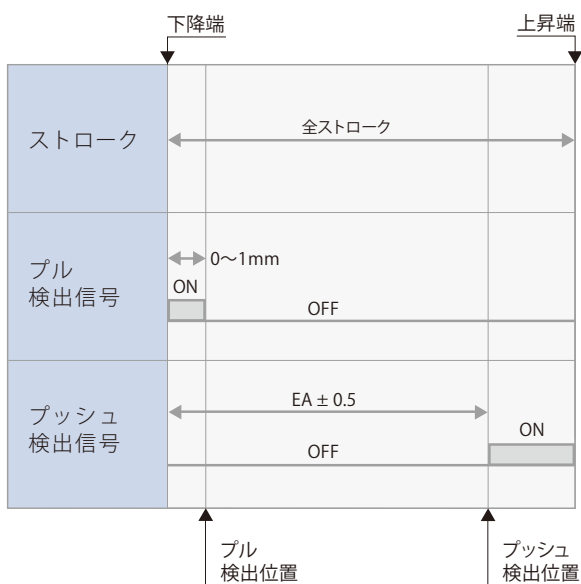 下降端
上昇端
ストローク
全ストローク
プル
検出信号
0～1mm
ON
OFF
プッシュ
検出信号
EA ± 0.5
ON
OFF
プル
検出位置
プッシュ
検出位置